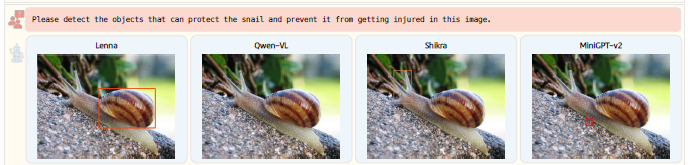 Please detect the objects that can protect the snail and prevent it from getting injured in this image.
Lenna
Qwen-VL
Shikra
MiniGPT-v2